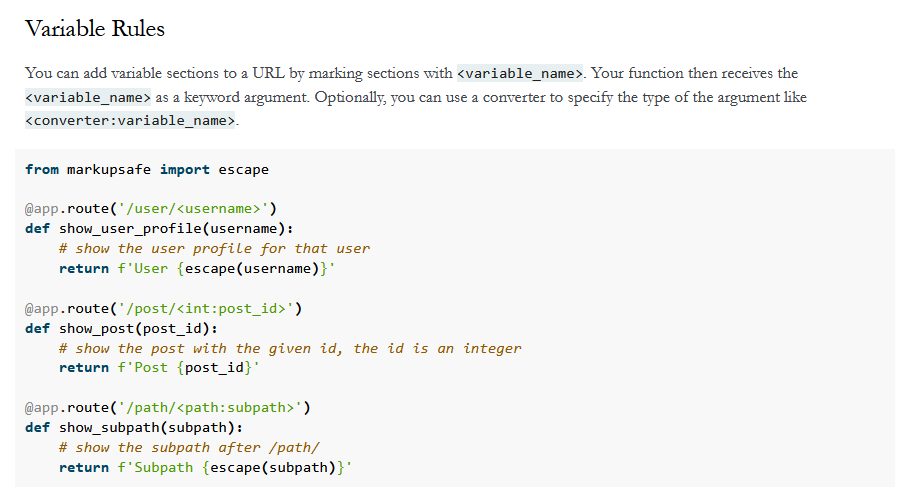 Variable Rules
You can add variable sections to a URL by marking sections with <variable_name>. Your function then receives the
<variable_name> as a keyword argument. Optionally, you can use a converter to specify the type of the argument like
<converter:variable_name>.
from markupsafe import escape
@app.route('/user/<username>')
def show_user_profile(username):
    # show the user profile for that user
    return f'User {escape(username)}'
@app.route('/post/<int:post_id>')
def show_post(post_id):
    # show the post with the given id, the id is an integer
    return f'Post {post_id}'
@app.route('/path/<path:subpath>')
def show_subpath(subpath):
    # show the subpath after /path/
    return f'Subpath {escape(subpath)}'